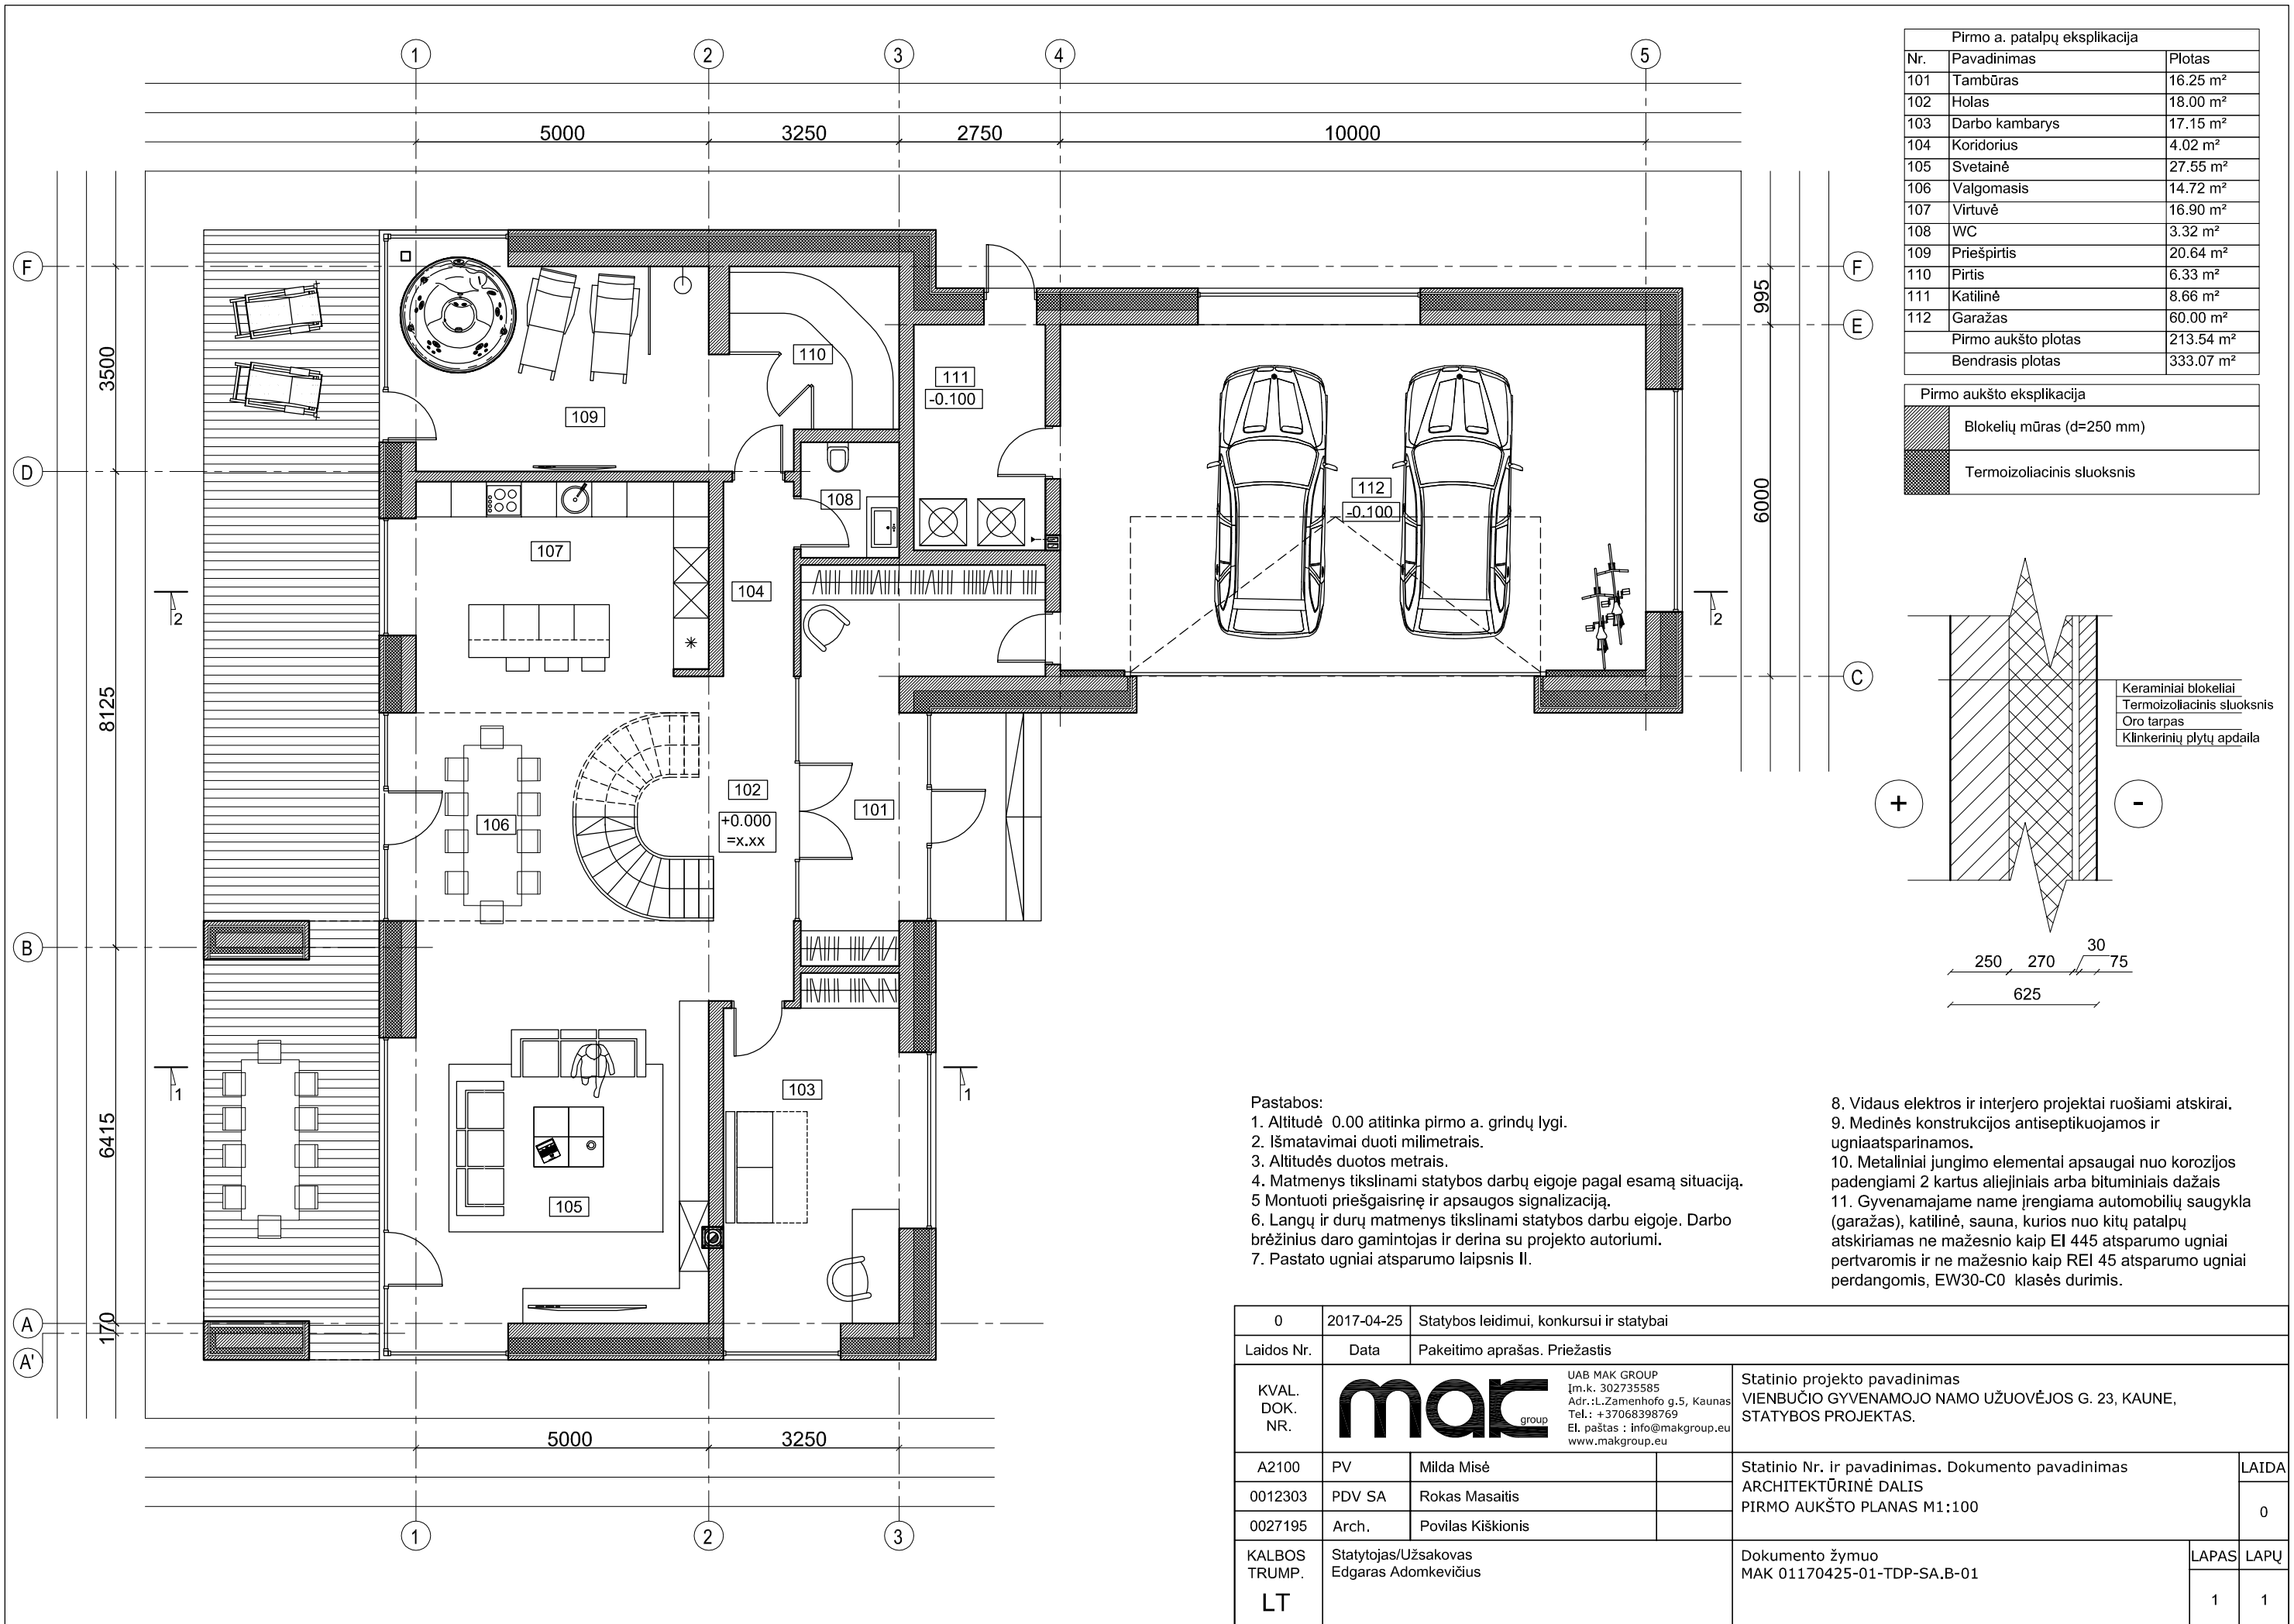 1
2
3
4
5
5000
3250
2750
10000
F
F
E
D
C
B
A
A'
3500
8125
6415
170
995
6000
109
110
111
-0.100
112
-0.100
107
108
104
2
2
106
102
+0.000
=x.xx
101
105
103
1
1
5000
3250
1
2
3
Pirmo a. patalpų eksplikacija
Nr. Pavadinimas Plotas
101 Tambūras 16.25 m²
102 Holas 18.00 m²
103 Darbo kambarys 17.15 m²
104 Koridorius 4.02 m²
105 Svetainė 27.55 m²
106 Valgomasis 14.72 m²
107 Virtuvė 16.90 m²
108 WC 3.32 m²
109 Priešpirtis 20.64 m²
110 Pirtis 6.33 m²
111 Katilinė 8.66 m²
112 Garažas 60.00 m²
Pirmo aukšto plotas 213.54 m²
Bendrasis plotas 333.07 m²
Pirmo aukšto eksplikacija
Blokelių mūras (d=250 mm)
Termoizoliacinis sluoksnis
Keraminiai blokeliai
Termoizoliacinis sluoksnis
Oro tarpas
Klinkerinių plytų apdaila
+
-
30
250 270 75
625
Pastabos:
1. Altitudė 0.00 atitinka pirmo a. grindų lygi.
2. Išmatavimai duoti milimetrais.
3. Altitudės duotos metrais.
4. Matmenys tikslinami statybos darbų eigoje pagal esamą situaciją.
5 Montuoti priešgaisrinę ir apsaugos signalizaciją.
6. Langų ir durų matmenys tikslinami statybos darbu eigoje. Darbo
brėžinius daro gamintojas ir derina su projekto autoriumi.
7. Pastato ugniai atsparumo laipsnis II.
8. Vidaus elektros ir interjero projektai ruošiami atskirai.
9. Medinės konstrukcijos antiseptikuojamos ir
ugniaatsparinamos.
10. Metaliniai jungimo elementai apsaugai nuo korozijos
padengiami 2 kartus aliejiniais arba bituminiais dažais
11. Gyvenamajame name įrengiama automobilių saugykla
(garažas), katilinė, sauna, kurios nuo kitų patalpų
atskiriamas ne mažesnio kaip EI 445 atsparumo ugniai
pertvaromis ir ne mažesnio kaip REI 45 atsparumo ugniai
perdangomis, EW30-C0 klasės durimis.
0 2017-04-25 Statybos leidimui, konkursui ir statybai
Laidos Nr. Data Pakeitimo aprašas. Priežastis
KVAL.
DOK.
NR.
mac
group
UAB MAK GROUP
Įm.k. 302735585
Adr.:L.Zamenhofo g.5, Kaunas
Tel.: +37068398769
El. paštas : info@makgroup.eu
www.makgroup.eu
Statinio projekto pavadinimas
VIENBUČIO GYVENAMOJO NAMO UŽUOVĖJOS G. 23, KAUNE,
STATYBOS PROJEKTAS.
A2100 PV Milda Misė
0012303 PDV SA Rokas Masaitis
0027195 Arch. Povilas Kiškionis
Statinio Nr. ir pavadinimas. Dokumento pavadinimas
ARCHITEKTŪRINĖ DALIS
PIRMO AUKŠTO PLANAS M1:100
LAIDA
0
KALBOS
TRUMP.
LT
Statytojas/Užsakovas
Edgaras Adomkevičius
Dokumento žymuo
MAK 01170425-01-TDP-SA.B-01
LAPAS LAPŲ
1 1